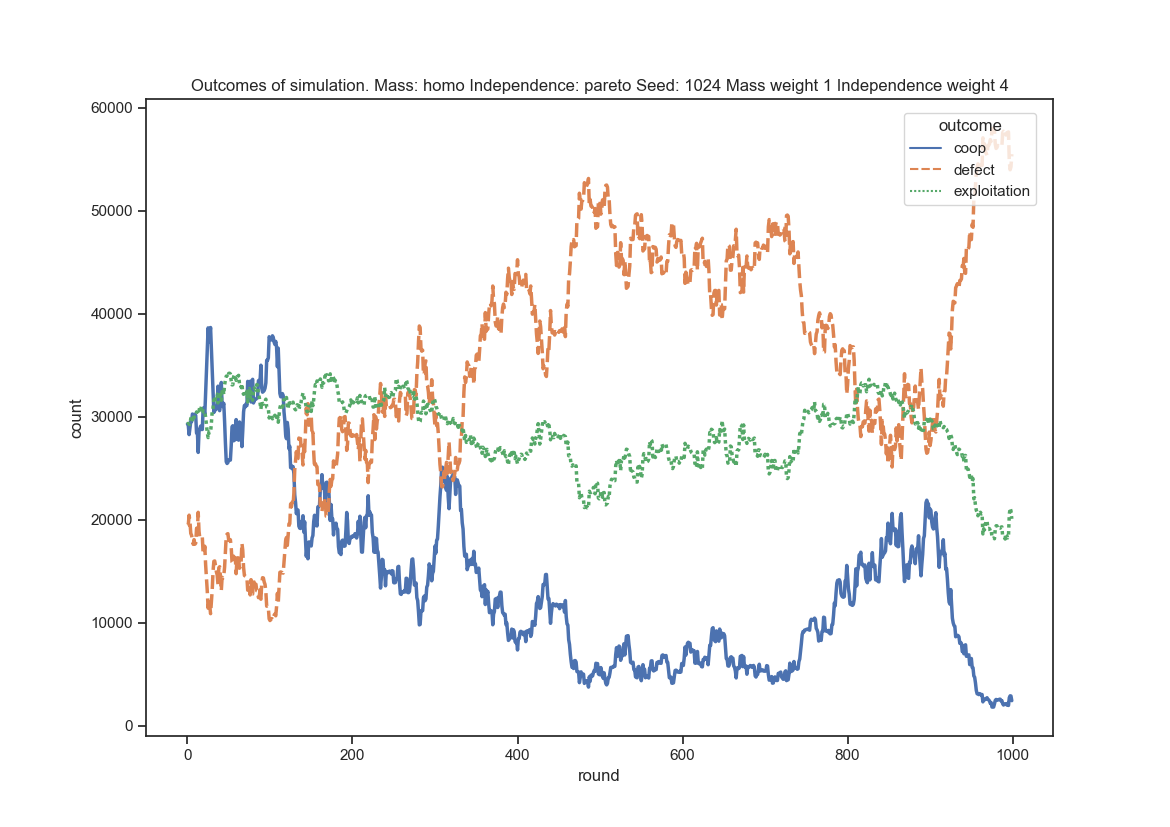 Outcomes of simulation. Mass: homo Independence: pareto Seed: 1024 Mass weight 1 Independence weight 4
60000
50000
40000
30000
20000
10000
0
count
outcome
coop
defect
exploitation
0
200
400
600
800
1000
round